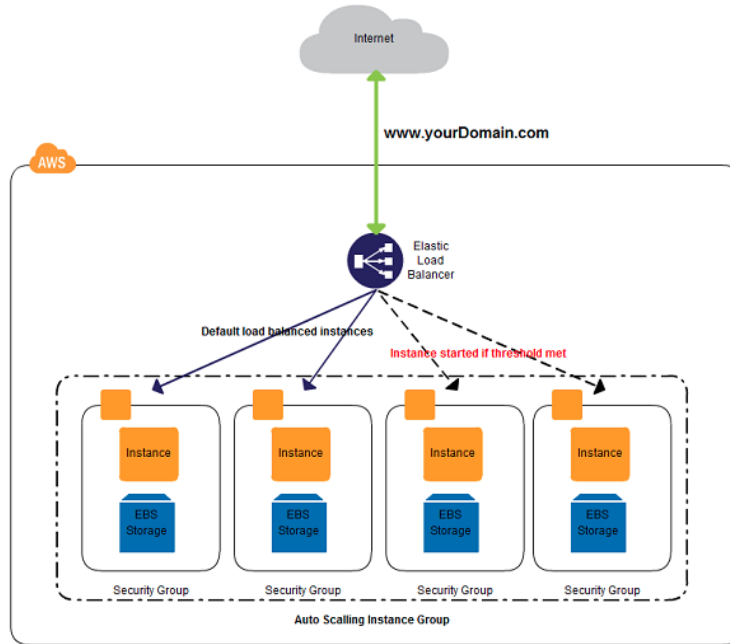 Internet
www.yourDomain.com
AWS
Elastic
Load
Balancer
Default load balanced instances
Instance started if threshold met
Instance
Instance
Instance
Instance
EBS
Storage
EBS
Storage
EBS
Storage
EBS
Storage
Security Group
Security Group
Security Group
Security Group
Auto Scalling Instance Group